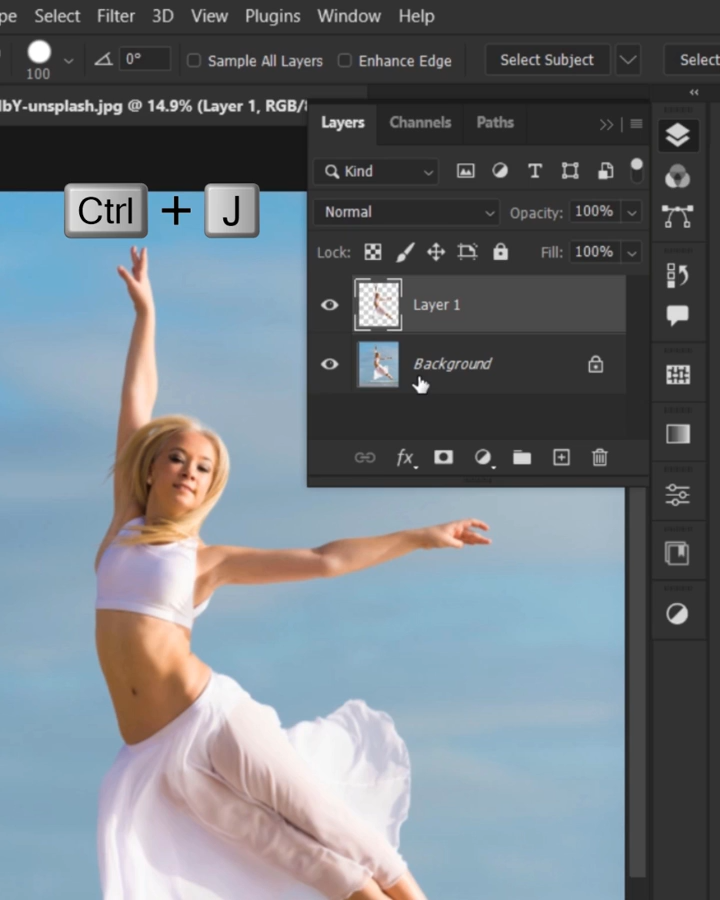 pe Select Filter 3D View Plugins Window Help
100 0° Sample All Layers Enhance Edge Select Subject Select
lbY-unsplash.jpg @ 14.9% (Layer 1, RGB/8
Layers Channels Paths
Kind
Normal Opacity: 100%
Lock: Fill: 100%
Layer 1
Background
fx
Ctrl + J